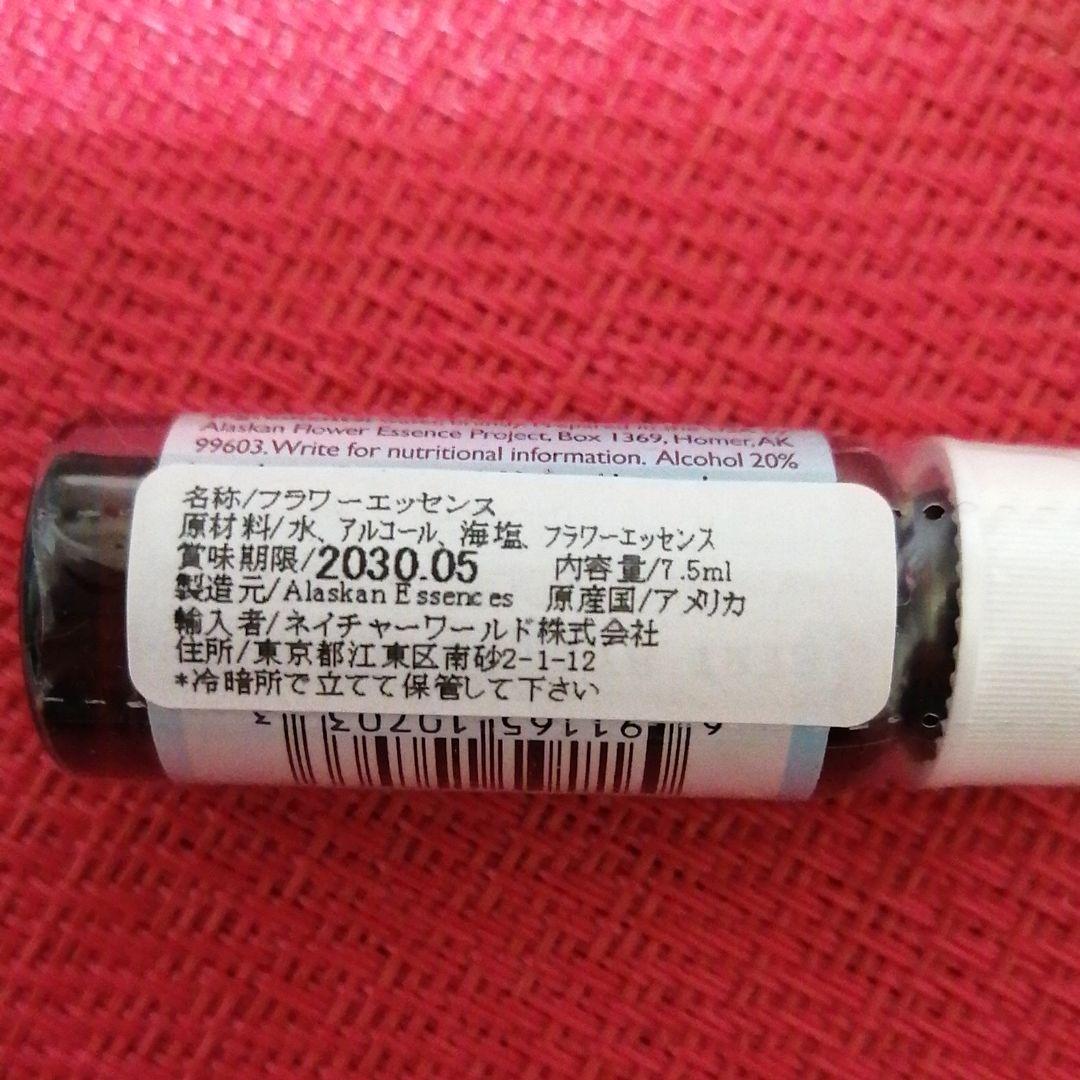 Alaskan Flower Essence Project, Box 1369, Homer, AK
99603. Write for nutritional information. Alcohol 20%
名称/フラワーエッセンス
原材料/水、アルコール、海塩、フラワーエッセンス
賞味期限/2030.05 内容量/7.5ml
製造元/Alaskan Essences 原産国/アメリカ
輸入者/ネイチャーワールド株式会社
住所/東京都江東区南砂2-1-12
*冷暗所で立てて保管して下さい
6 91165 10703 3